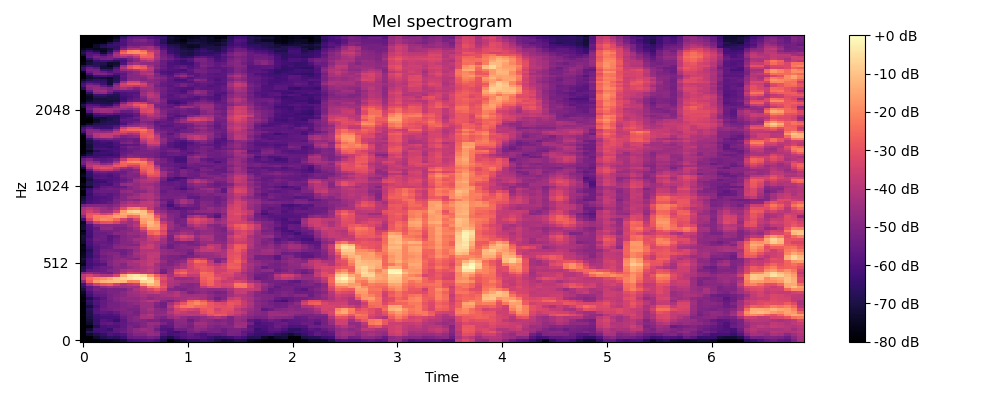 Mel spectrogram
Hz
2048
1024
512
0
0 1 2 3 4 5 6
Time
+0 dB
-10 dB
-20 dB
-30 dB
-40 dB
-50 dB
-60 dB
-70 dB
-80 dB